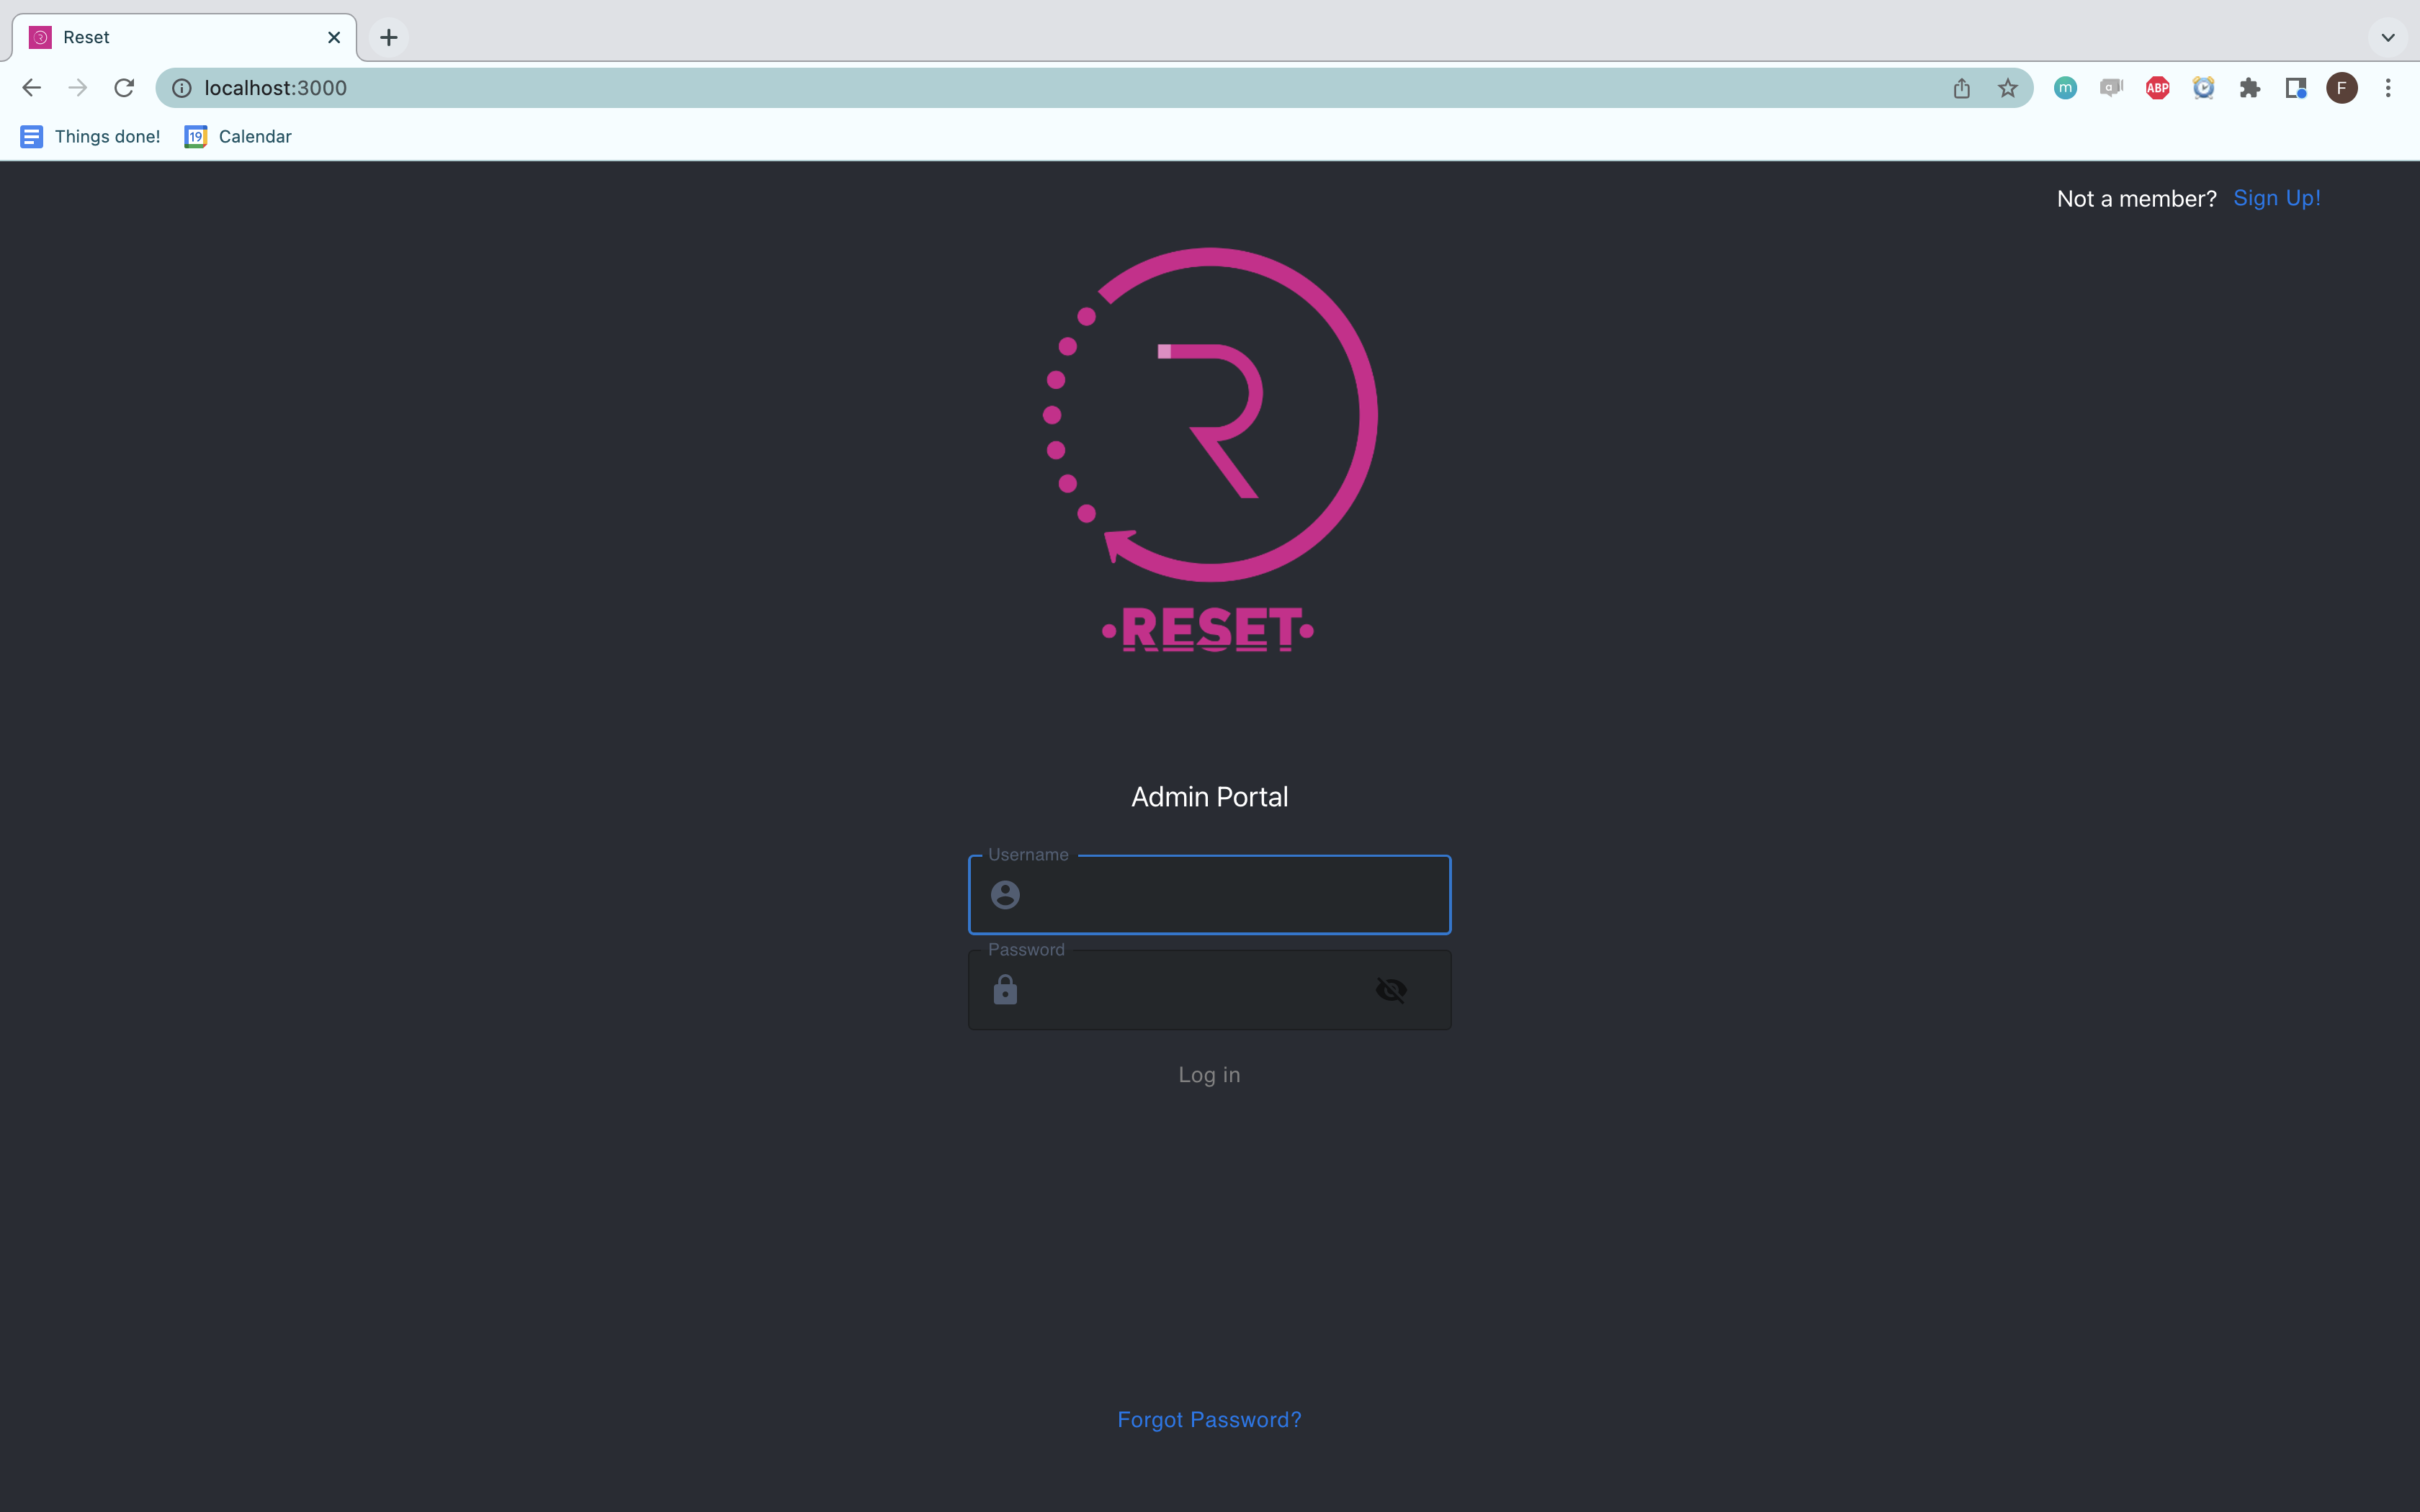 Reset
localhost:3000
m
a
ABP
F
Things done!
19
Calendar
Not a member? Sign Up!
R
RESET
Admin Portal
Username
Password
Log in
Forgot Password?